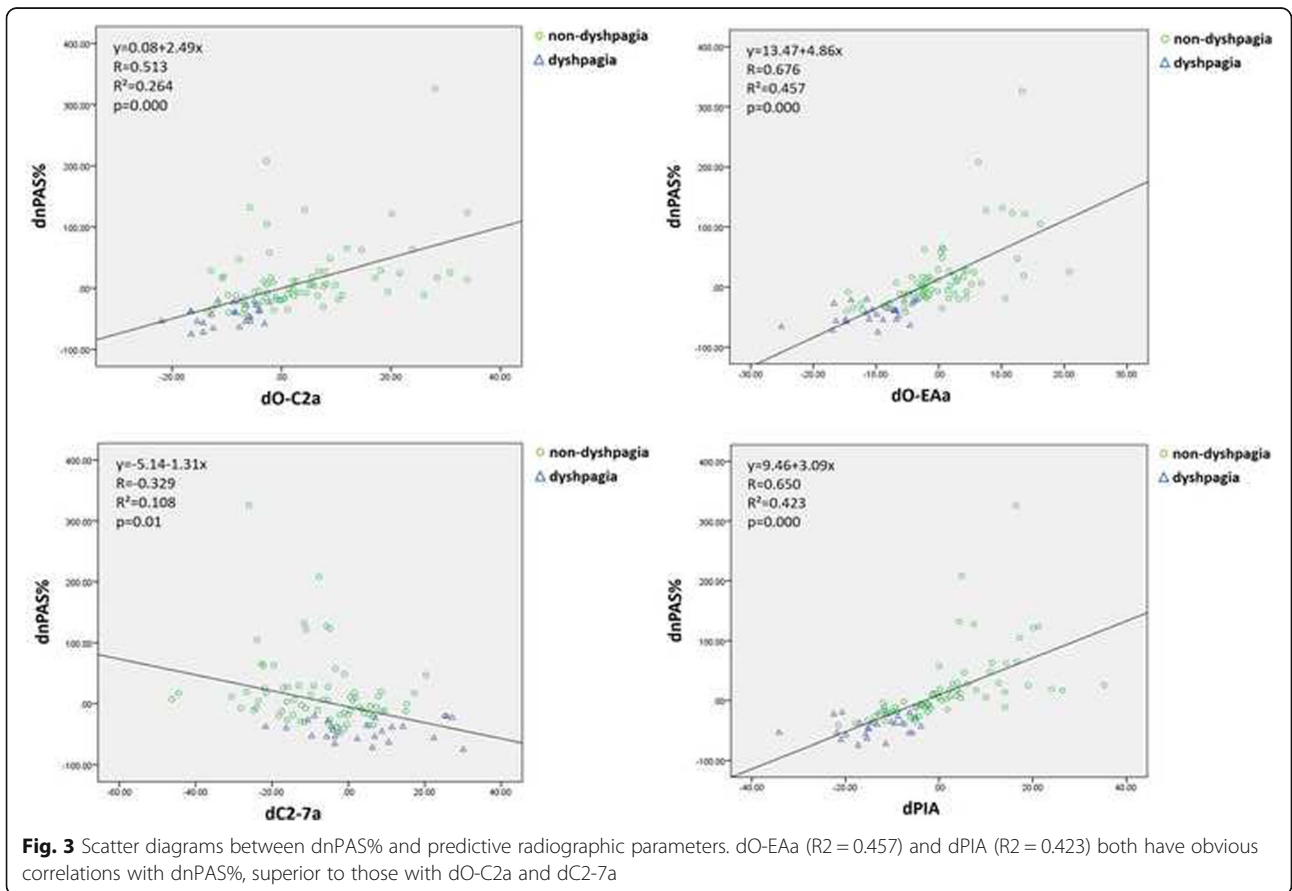 400.00
300.00
200.00
100.00
.00
-100.00
dnPAS%
y=0.08+2.49x
R=0.513
R²=0.264
p=0.000
-20.00 .00 20.00 40.00
dO-C2a
non-dyshpagia
dyshpagia
400.00
300.00
200.00
100.00
.00
-100.00
dnPAS%
y=13.47+4.86x
R=0.676
R²=0.457
p=0.000
-30.00 -20.00 -10.00 .00 10.00 20.00 30.00
dO-EAa
non-dyshpagia
dyshpagia
400.00
300.00
200.00
100.00
.00
-100.00
dnPAS%
y=-5.14-1.31x
R=-0.329
R²=0.108
p=0.01
-60.00 -40.00 -20.00 .00 20.00 40.00
dC2-7a
non-dyshpagia
dyshpagia
400.00
300.00
200.00
100.00
.00
-100.00
dnPAS%
y=9.46+3.09x
R=0.650
R²=0.423
p=0.000
-40.00 -20.00 .00 20.00 40.00
dPIA
non-dyshpagia
dyshpagia
Fig. 3 Scatter diagrams between dnPAS% and predictive radiographic parameters. dO-EAa (R2 = 0.457) and dPIA (R2 = 0.423) both have obvious
correlations with dnPAS%, superior to those with dO-C2a and dC2-7a